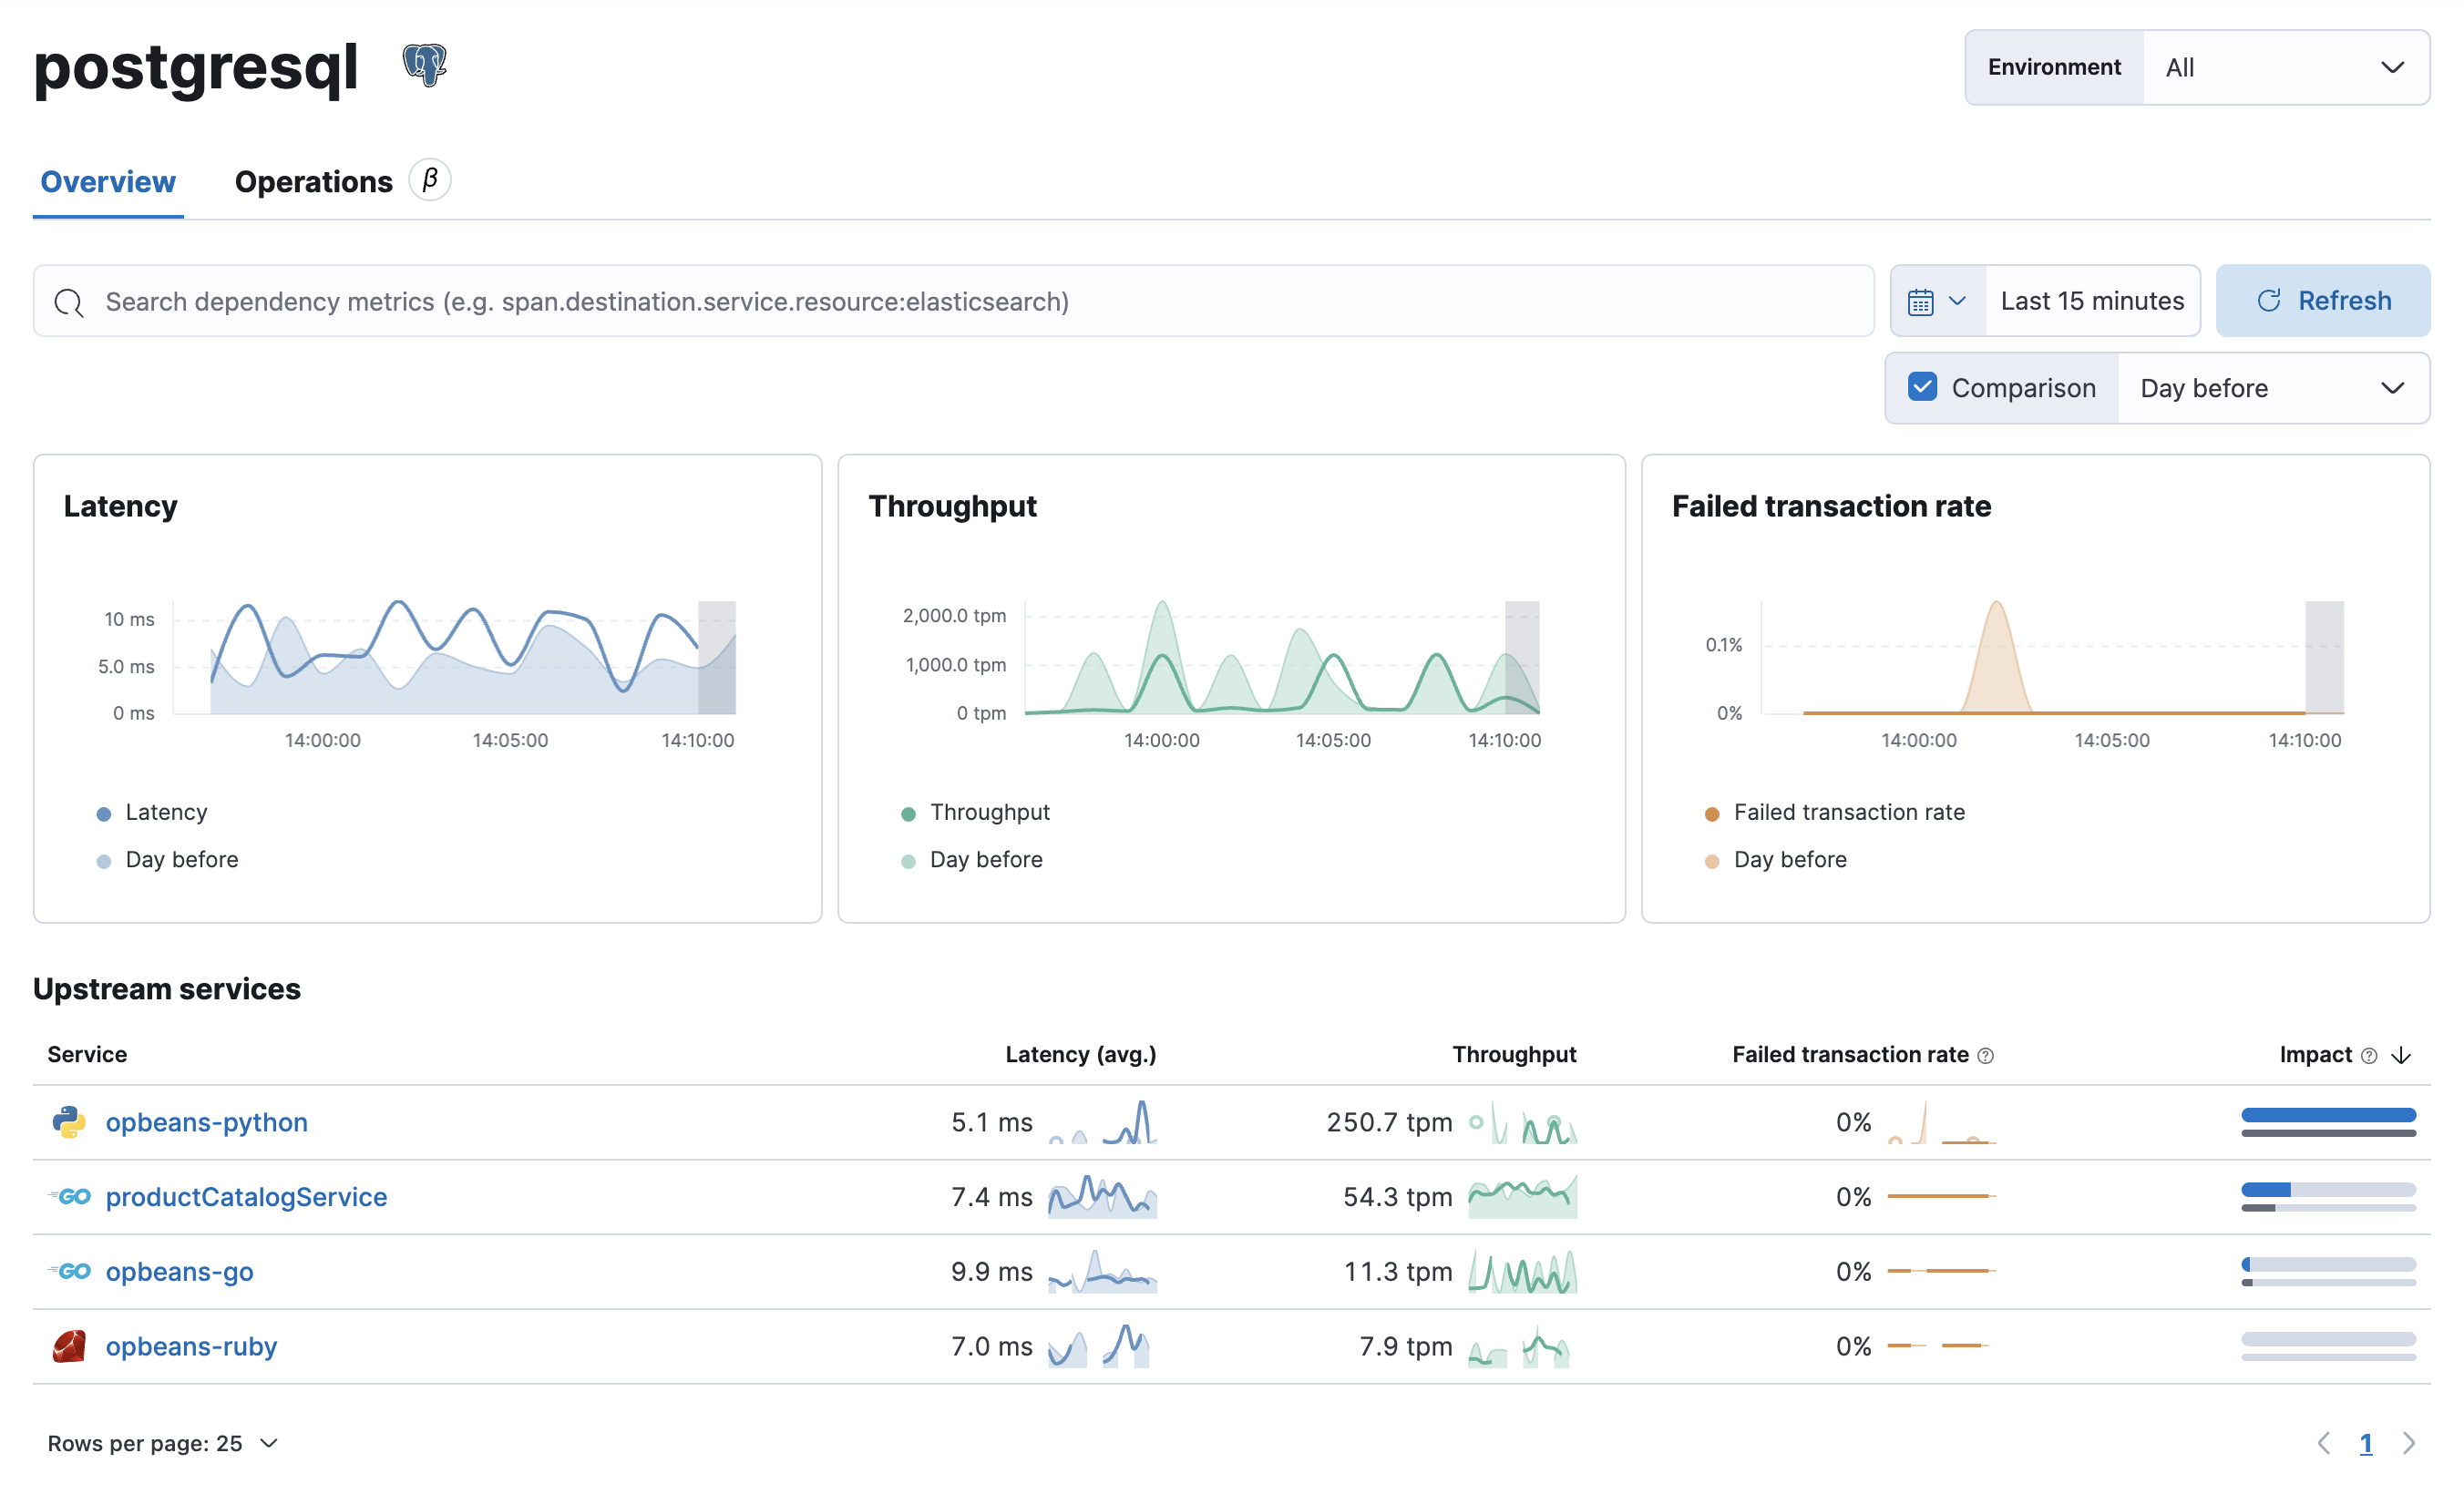 postgresql
Environment All
Overview Operations β
Search dependency metrics (e.g. span.destination.service.resource:elasticsearch) Last 15 minutes Refresh
Comparison Day before
Latency
10 ms
5.0 ms
0 ms
14:00:00 14:05:00 14:10:00
Latency
Day before
Throughput
2,000.0 tpm
1,000.0 tpm
0 tpm
14:00:00 14:05:00 14:10:00
Throughput
Day before
Failed transaction rate
0.1%
0%
14:00:00 14:05:00 14:10:00
Failed transaction rate
Day before
Upstream services
Service Latency (avg.) Throughput Failed transaction rate Impact
opbeans-python 5.1 ms 250.7 tpm 0%
GO productCatalogService 7.4 ms 54.3 tpm 0%
GO opbeans-go 9.9 ms 11.3 tpm 0%
opbeans-ruby 7.0 ms 7.9 tpm 0%
Rows per page: 25 1